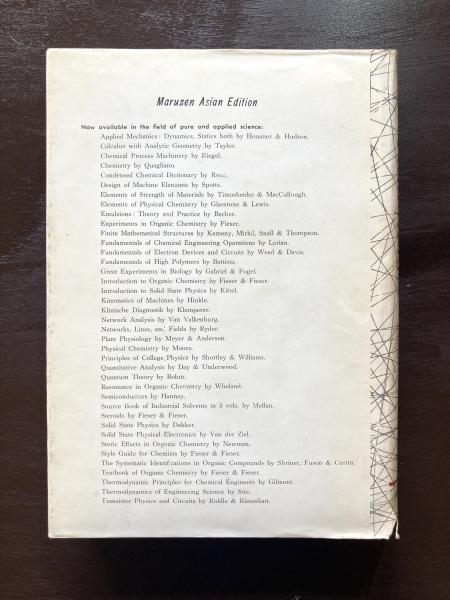 Maruzen Asian Edition
Now available in the field of pure and applied science:
Applied Mechanics: Dynamics, Statics both by Housner & Hudson.
Calculus with Analytic Geometry by Taylor.
Chemical Process Machinery by Riegel.
Chemistry by Quagliano.
Condensed Chemical Dictionary by Rose.
Design of Machine Elements by Spotts.
Elements of Strength of Materials by Timoshenko & MacCullough.
Elements of Physical Chemistry by Glasstone & Lewis.
Emulsions: Theory and Practice by Becher.
Experiments in Organic Chemistry by Fieser.
Finite Mathematical Structures by Kemeny, Mirkil, Snell & Thompson.
Fundamentals of Chemical Engineering Operations by Larian.
Fundamentals of Electron Devices and Circuits by Weed & Davis.
Fundamentals of High Polymers by Battista.
Great Experiments in Biology by Gabriel & Fogel.
Introduction to Organic Chemistry by Fieser & Fieser.
Introduction to Solid State Physics by Kittel.
Kinematics of Machines by Hinkle.
Klinische Diagnostik by Klemperer.
Network Analysis by Van Valkenburg.
Networks, Lines, and Fields by Ryder.
Plant Physiology by Meyer & Anderson.
Physical Chemistry by Moore.
Principles of College Physics by Shortley & Williams.
Quantitative Analysis by Day & Underwood.
Quantum Theory by Bohm.
Resonance in Organic Chemistry by Wheland.
Semiconductors by Hannay.
Source Book of Industrial Solvents in 3 vols. by Mellan.
Steroids by Fieser & Fieser.
Solid State Physics by Dekker.
Solid State Physical Electronics by Van der Ziel.
Steric Effects in Organic Chemistry by Newman.
Style Guide for Chemists by Fieser & Fieser.
The Systematic Identifications in Organic Compounds by Shriner, Fuson & Curtin.
Textbook of Organic Chemistry by Fieser & Fieser.
Thermodynamic Principles for Chemical Engineers by Gilmont.
Thermodynamics of Engineering Science by Soo.
Transistor Physics and Circuits by Riddle & Ristenbatt.